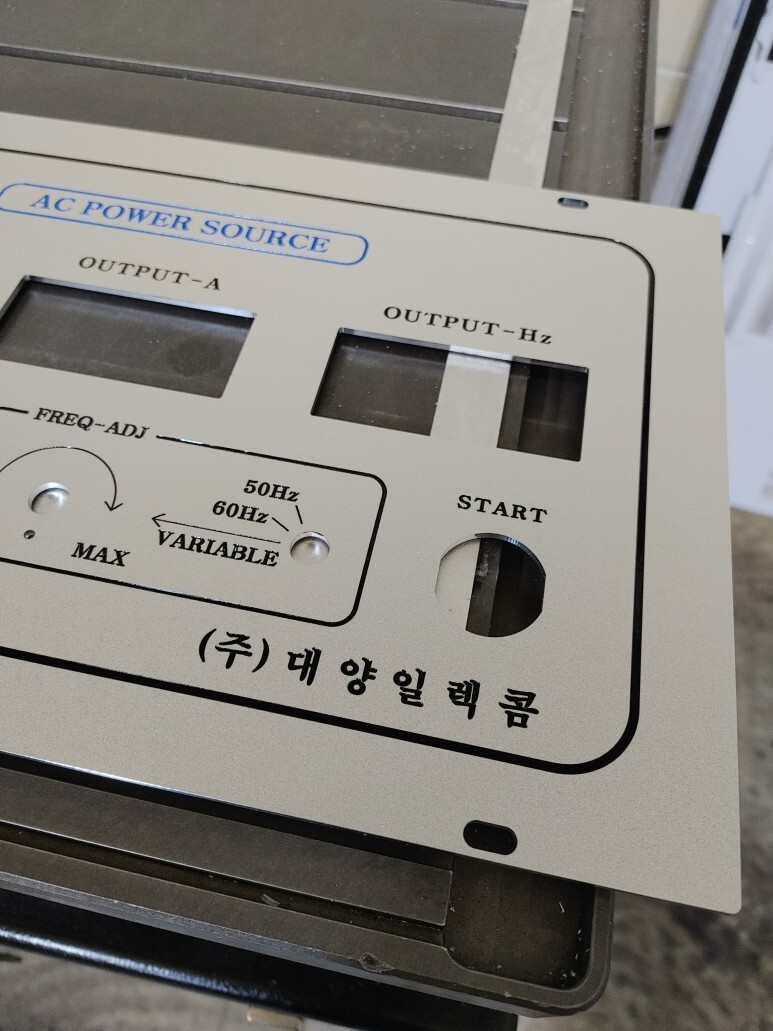 AC POWER SOURCE
OUTPUT-A
OUTPUT-Hz
FREQ-ADJ
50Hz
60Hz
VARIABLE
MAX
START
(주) 대양일렉콤